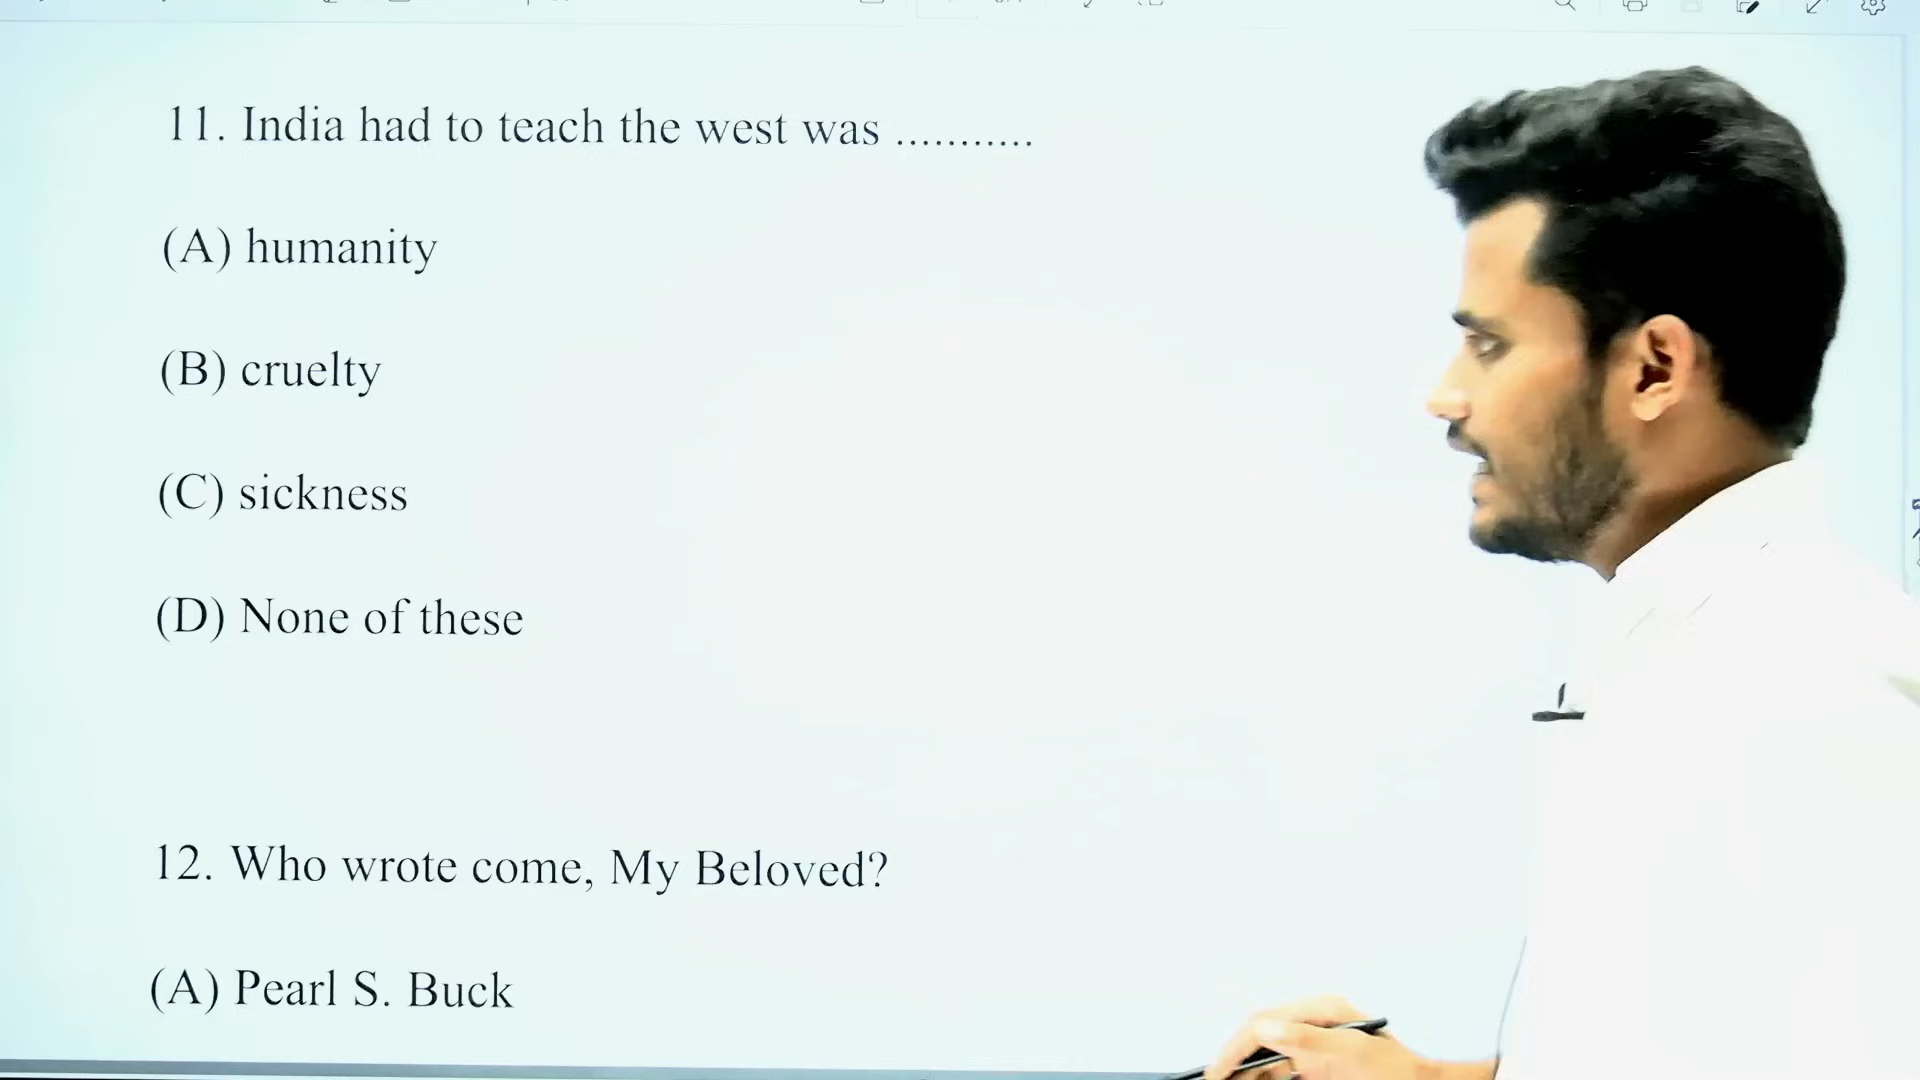 11. India had to teach the west was ...........
(A) humanity
(B) cruelty
(C) sickness
(D) None of these
12. Who wrote come, My Beloved?
(A) Pearl S. Buck